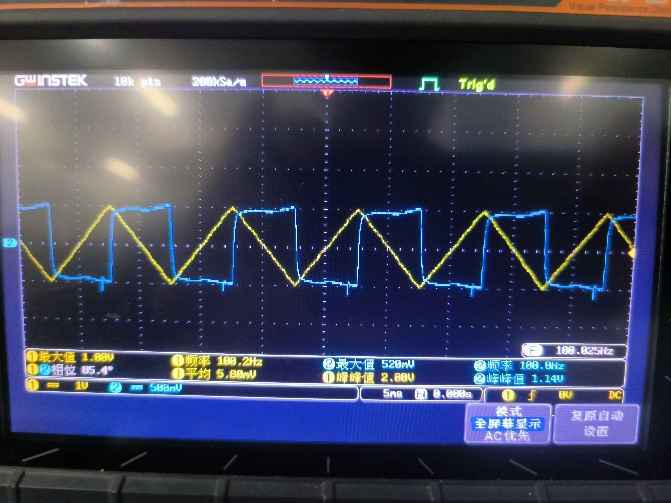 GWINSTEK 10k pts 200kSa/s Trig'd
2
F 100.025Hz
1 最大值 1.00V 1 频率 100.2Hz 2 最大值 520mV 2 频率 100.0Hz
1 2 相位 85.4° 1 平均 5.80mV 1 峰峰值 2.08V 2 峰峰值 1.14V
1 1V 2 500mV 5ms H 0.000s 1 0V DC
模式
全屏幕显示
AC优先
复原自动
设置